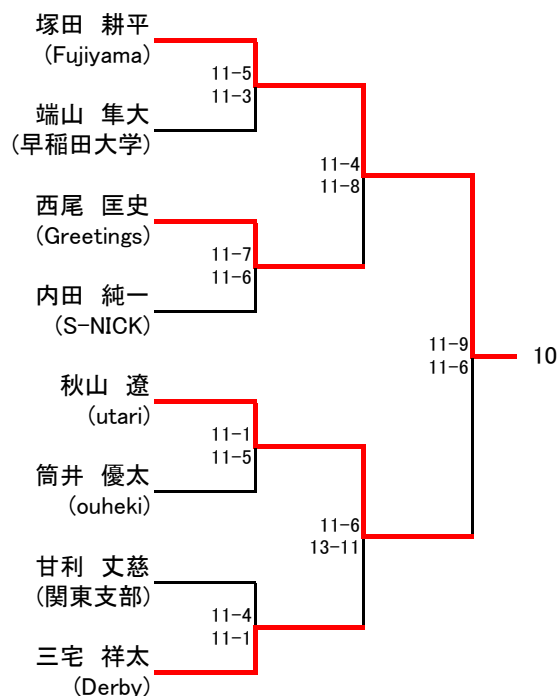 塚田　耕平
(Fujiyama)
11-5
11-3
端山　隼大
(早稲田大学)
11-4
11-8
西尾　匡史
(Greetings)
11-7
11-6
内田　純一
(S-NICK)
11-9
11-6
10
秋山　遼
(utari)
11-1
11-5
筒井　優太
(ouheki)
11-6
13-11
甘利　丈慈
(関東支部)
11-4
11-1
三宅　祥太
(Derby)